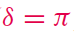 δ = π